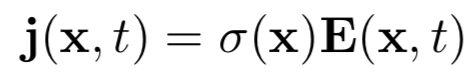 j(x, t) = σ(x)E(x, t)